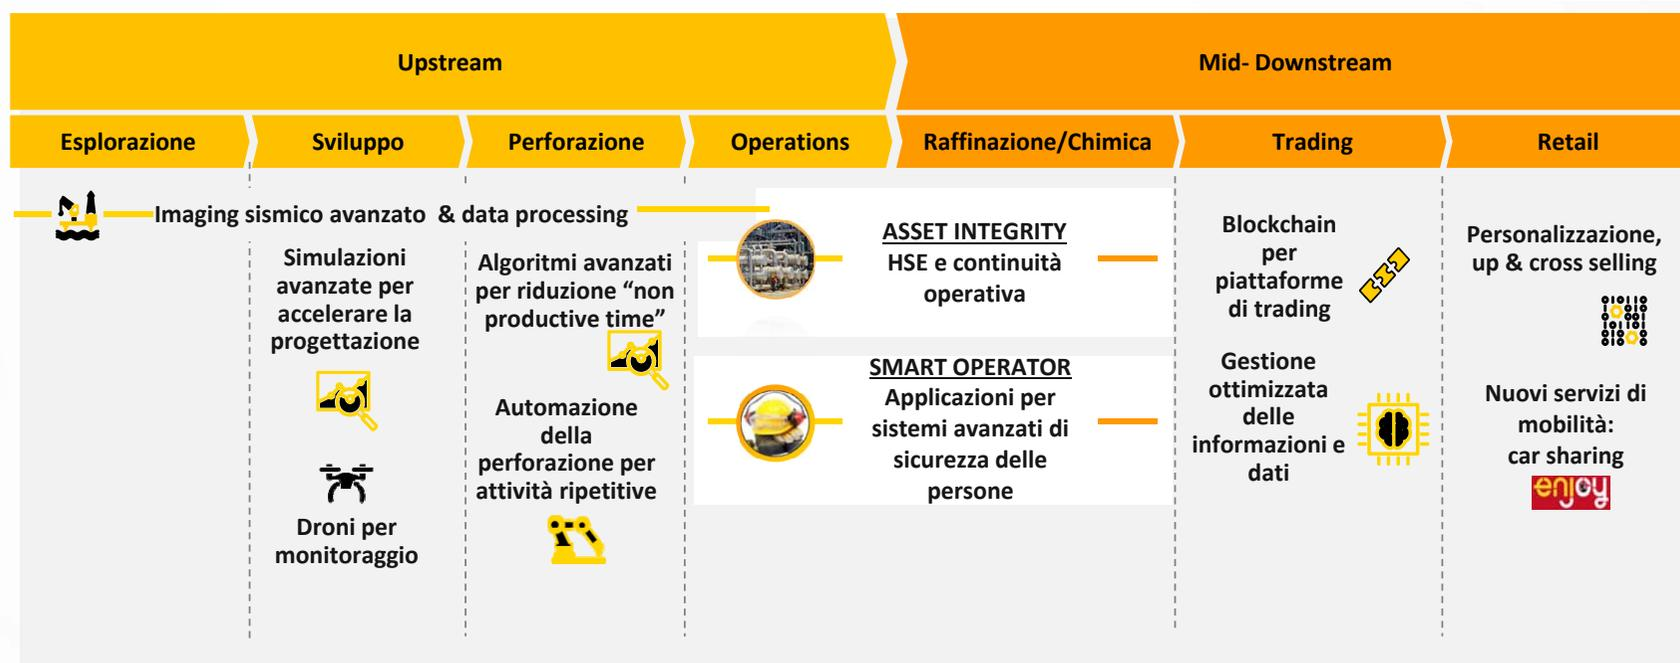 Upstream
Mid- Downstream
Esplorazione
Sviluppo
Perforazione
Operations
Raffinazione/Chimica
Trading
Retail
Imaging sismico avanzato & data processing
Simulazioni
avanzate per
accelerare la
progettazione
Droni per
monitoraggio
Algoritmi avanzati
per riduzione “non
productive time”
Automazione
della
perforazione per
attività ripetitive
ASSET INTEGRITY
HSE e continuità
operativa
SMART OPERATOR
Applicazioni per
sistemi avanzati di
sicurezza delle
persone
Blockchain
per
piattaforme
di trading
Gestione
ottimizzata
delle
informazioni e
dati
Personalizzazione,
up & cross selling
Nuovi servizi di
mobilità:
car sharing
enjoy